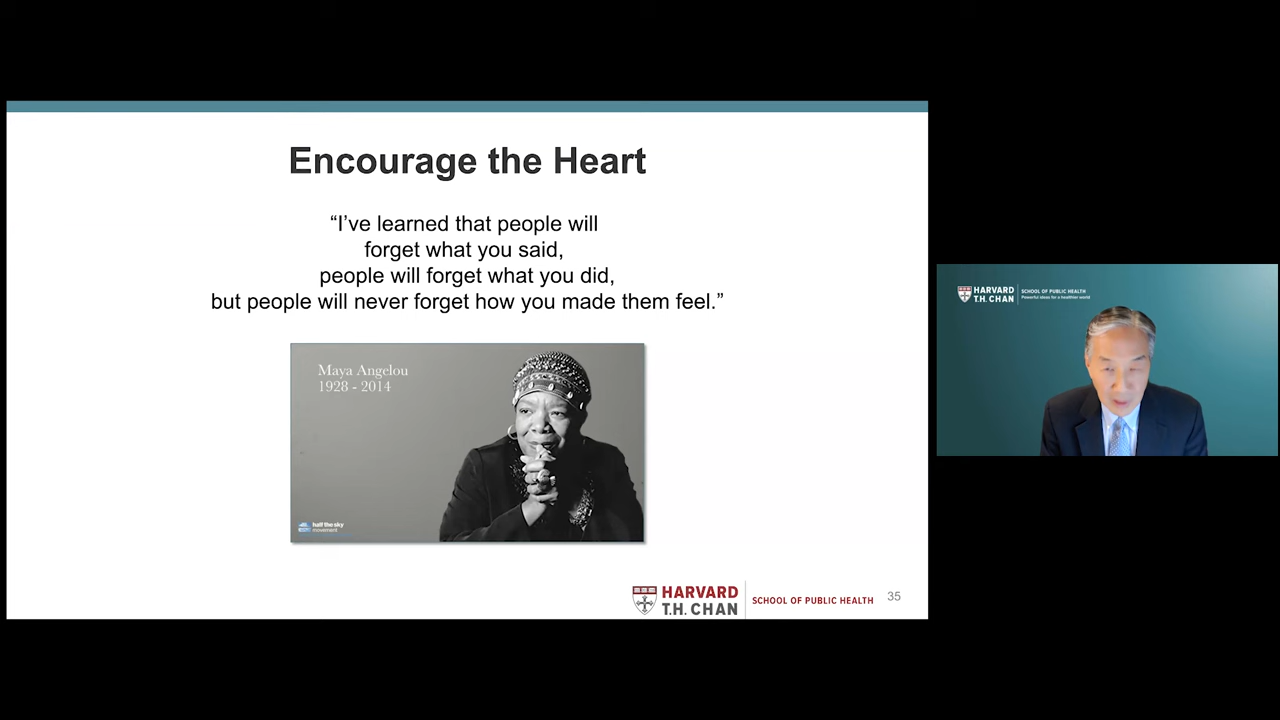 Encourage the Heart
“I’ve learned that people will
forget what you said,
people will forget what you did,
but people will never forget how you made them feel.”
Maya Angelou
1928 - 2014
half the sky
movement
HARVARD
T.H. CHAN
SCHOOL OF PUBLIC HEALTH
35
HARVARD
T.H. CHAN
SCHOOL OF PUBLIC HEALTH
Powerful ideas for a healthier world